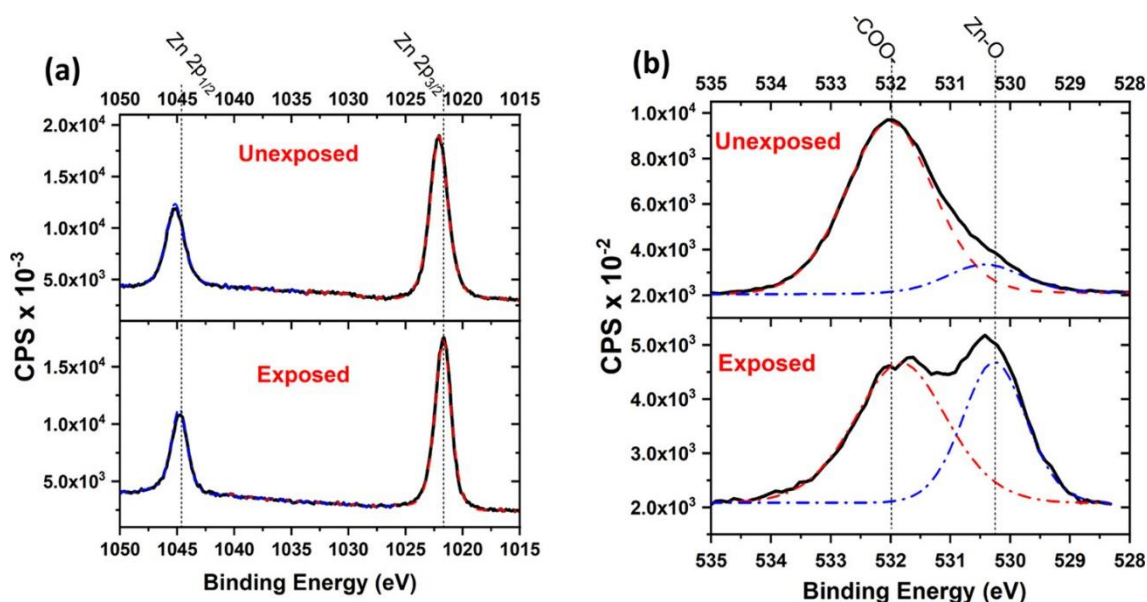 (a)
Zn 2p1/2
Zn 2p3/2
1050 1045 1040 1035 1030 1025 1020 1015
2.0x10⁴
1.5x10⁴
1.0x10⁴
5.0x10³
Unexposed
1.5x10⁴
1.0x10⁴
5.0x10³
Exposed
CPS x 10⁻³
1050 1045 1040 1035 1030 1025 1020 1015
Binding Energy (eV)
(b)
-COO-
Zn-O
535 534 533 532 531 530 529 528
1.0x10⁴
8.0x10³
6.0x10³
4.0x10³
2.0x10³
Unexposed
5.0x10³
4.0x10³
3.0x10³
2.0x10³
Exposed
CPS x 10⁻²
535 534 533 532 531 530 529 528
Binding Energy (eV)